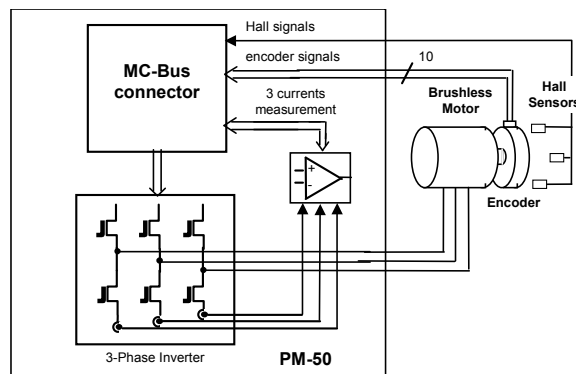 Hall signals
encoder signals
10
MC-Bus
connector
3 currents
measurement
Brushless
Motor
Hall
Sensors
+
-
Encoder
3-Phase Inverter
PM-50